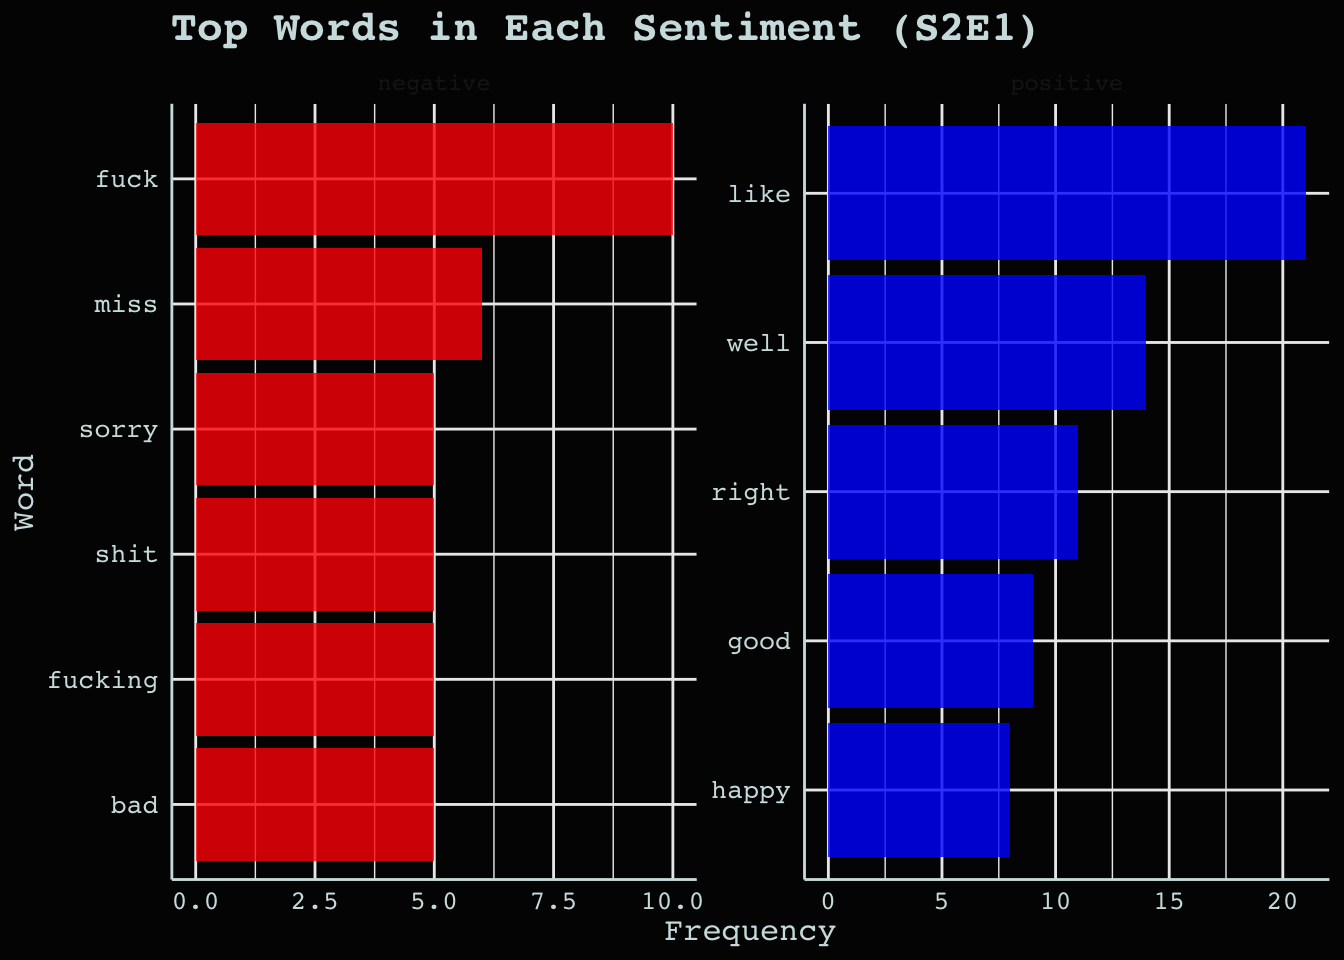 Top Words in Each Sentiment (S2E1)
negative
positive
Word
fuck
miss
sorry
shit
fucking
bad
0.0 2.5 5.0 7.5 10.0
like
well
right
good
happy
0 5 10 15 20
Frequency